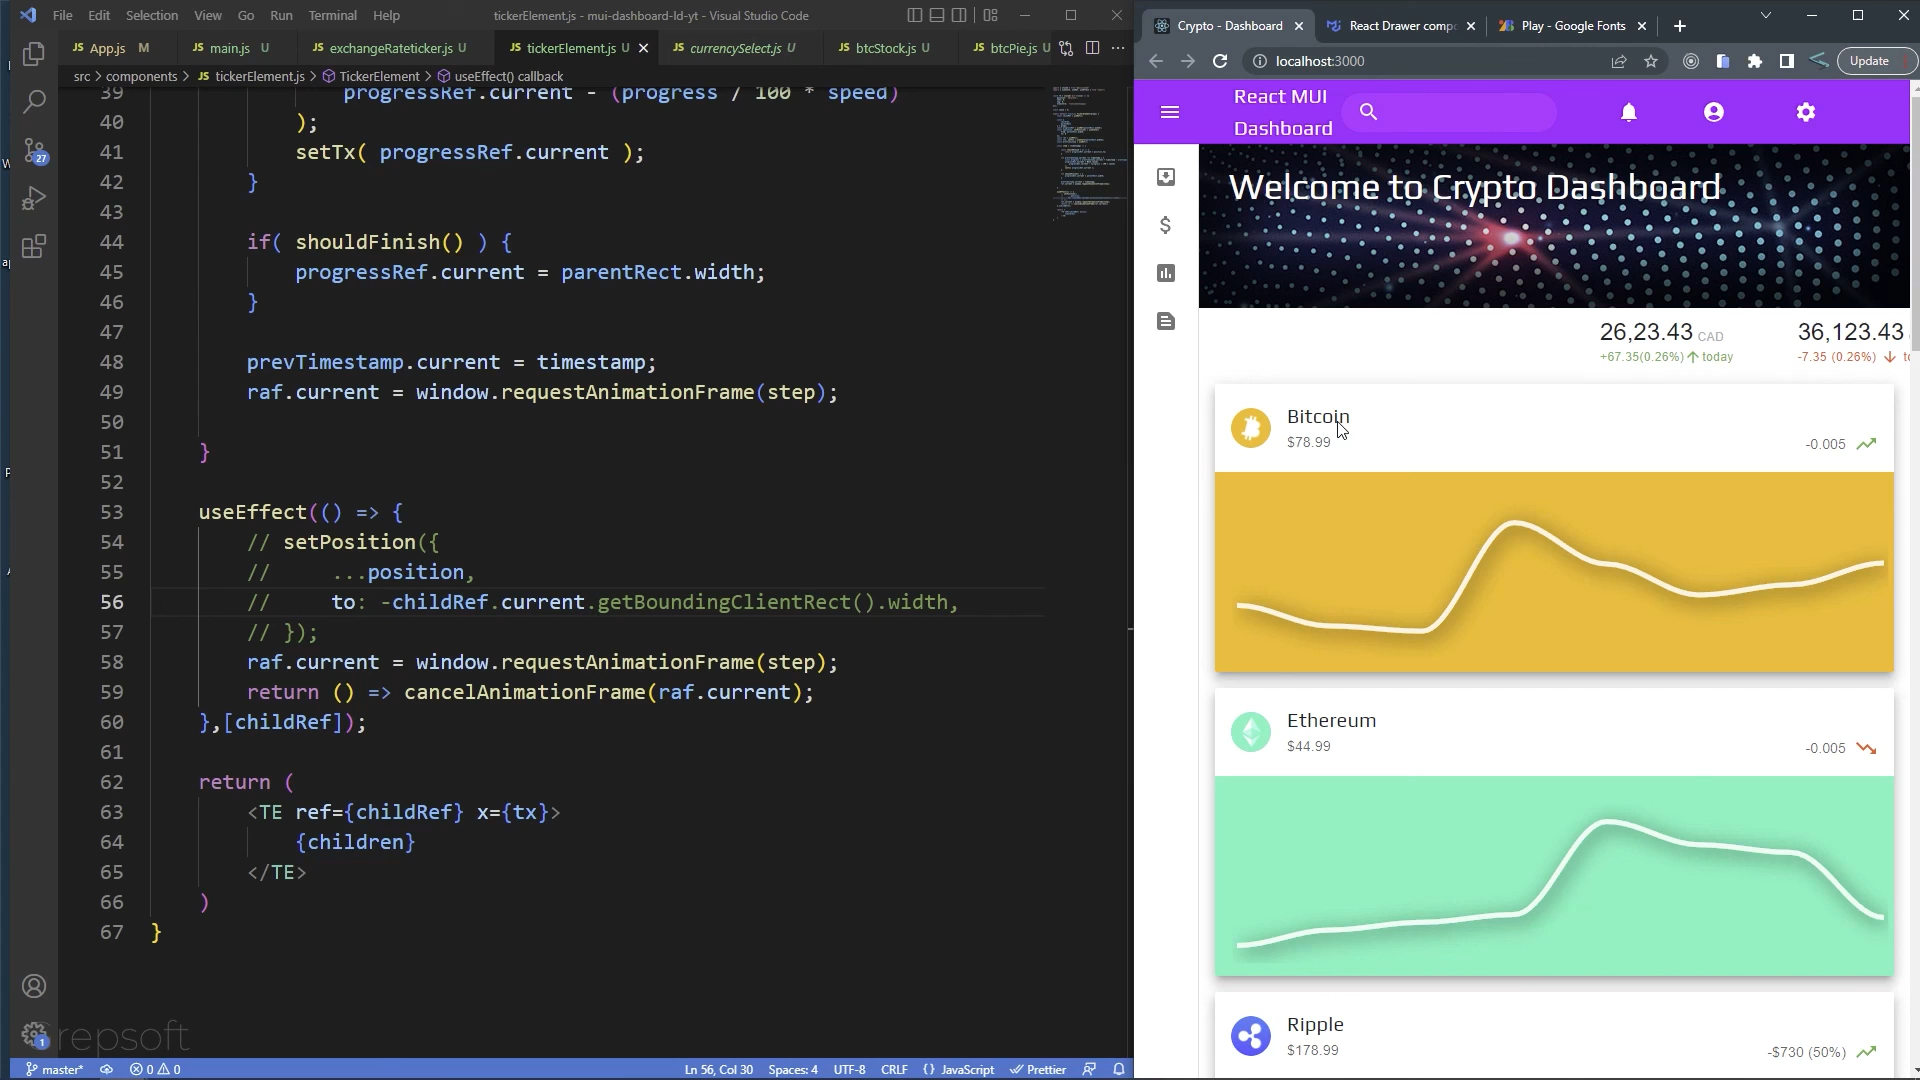 File Edit Selection View Go Run Terminal Help
tickerElement.js - mui-dashboard-ld-yt - Visual Studio Code
JS App.js M
JS main.js U
JS exchangeRateticker.js U
JS tickerElement.js U
JS currencySelect.js U
JS btcStock.js U
JS btcPie.js U
src > components > JS tickerElement.js > TickerElement > useEffect() callback
39 progressRef.current - (progress / 100 * speed)
40 );
41 setTx( progressRef.current );
42 }
43
44 if( shouldFinish() ) {
45 progressRef.current = parentRect.width;
46 }
47
48 prevTimestamp.current = timestamp;
49 raf.current = window.requestAnimationFrame(step);
50
51 }
52
53 useEffect(() => {
54 // setPosition({
55 // ...position,
56 // to: -childRef.current.getBoundingClientRect().width,
57 // });
58 raf.current = window.requestAnimationFrame(step);
59 return () => cancelAnimationFrame(raf.current);
60 },[childRef]);
61
62 return (
63 <TE ref={childRef} x={tx}>
64 {children}
65 </TE>
66 )
67 }
27
1
repsoft
master* 0 0
Ln 56, Col 30 Spaces: 4 UTF-8 CRLF {} JavaScript Prettier
Crypto - Dashboard
React Drawer compo
Play - Google Fonts
localhost:3000
Update
React MUI
Dashboard
Welcome to Crypto Dashboard
26,23.43 CAD
+67.35(0.26%) today
36,123.43
-7.35 (0.26%) to
Bitcoin
$78.99
-0.005
Ethereum
$44.99
-0.005
Ripple
$178.99
-$730 (50%)